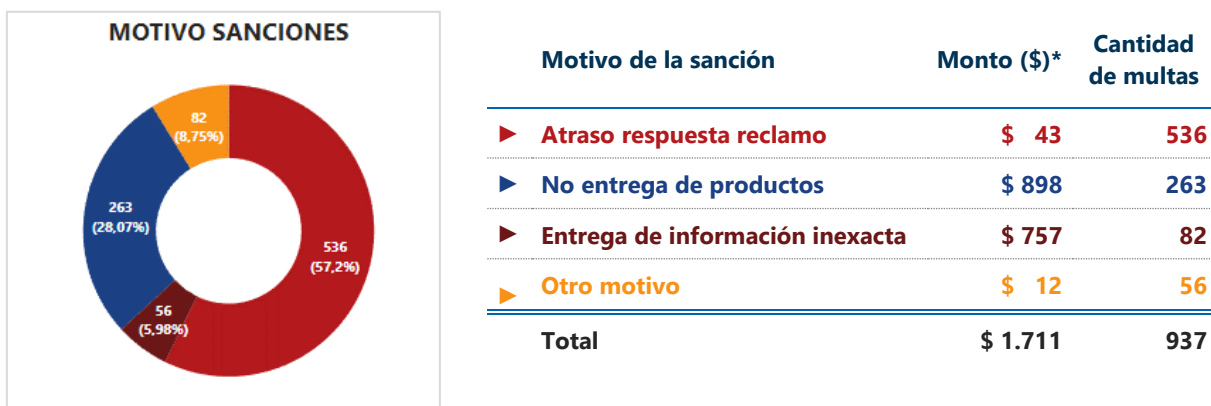 MOTIVO SANCIONES
82
(8,75%)
263
(28,07%)
536
(57,2%)
56
(5,98%)
Motivo de la sanción Monto ($)* Cantidad
de multas
Atraso respuesta reclamo $ 43 536
No entrega de productos $ 898 263
Entrega de información inexacta $ 757 82
Otro motivo $ 12 56
Total $ 1.711 937